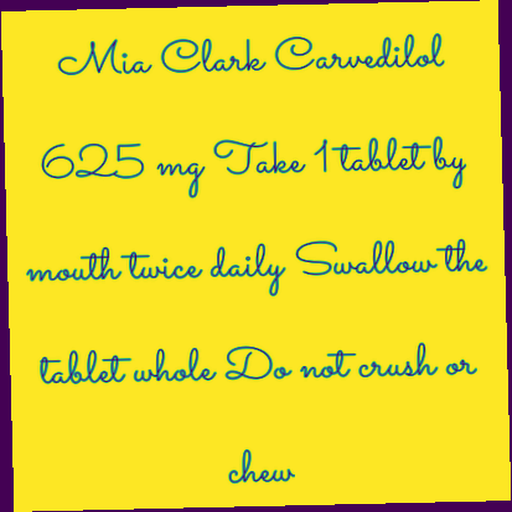 Mia Clark Carvedilol
625 mg Take 1 tablet by
mouth twice daily Swallow the
tablet whole Do not crush or
chew